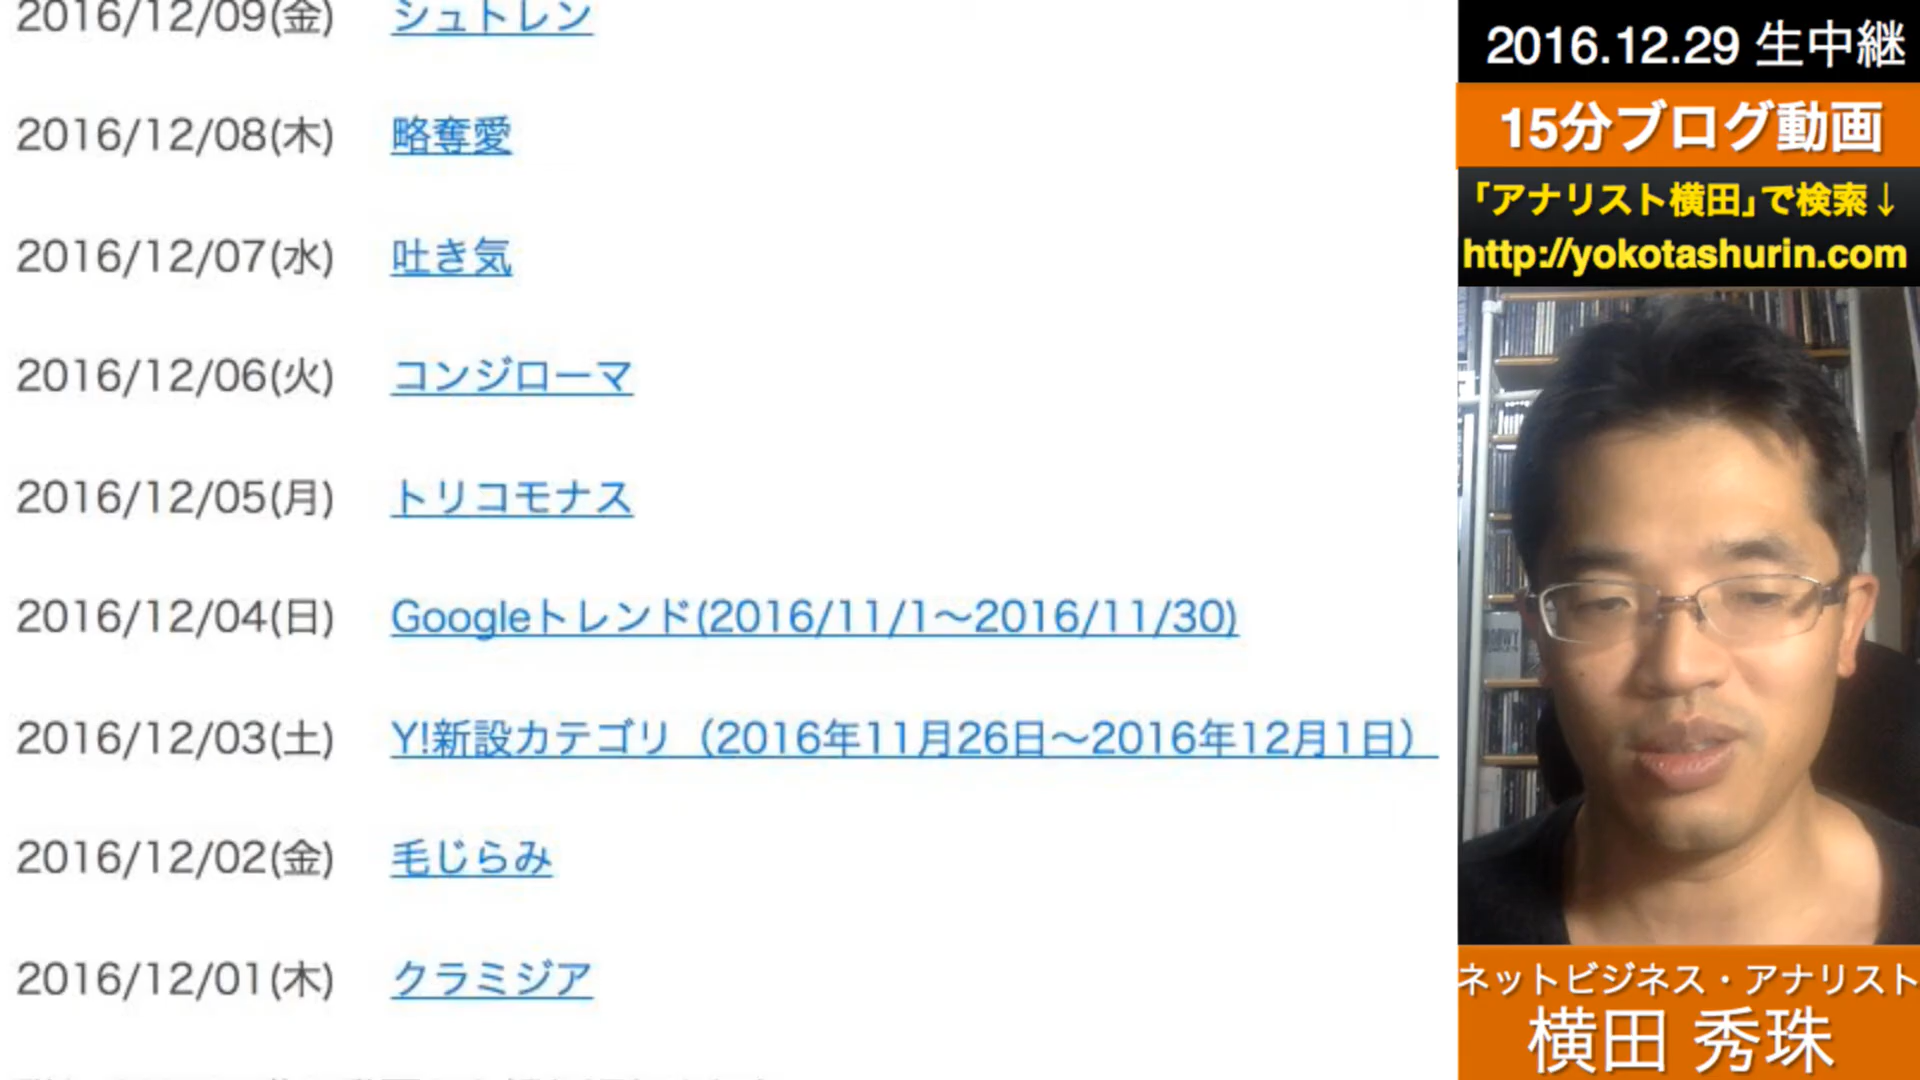 2016/12/09(金) シュトレン
2016/12/08(木) 略奪愛
2016/12/07(水) 吐き気
2016/12/06(火) コンジローマ
2016/12/05(月) トリコモナス
2016/12/04(日) Googleトレンド(2016/11/1～2016/11/30)
2016/12/03(土) Y!新設カテゴリ（2016年11月26日～2016年12月1日）
2016/12/02(金) 毛じらみ
2016/12/01(木) クラミジア
2016.12.29 生中継
15分ブログ動画
「アナリスト横田」で検索↓
http://yokotashurin.com
ネットビジネス・アナリスト
横田 秀珠